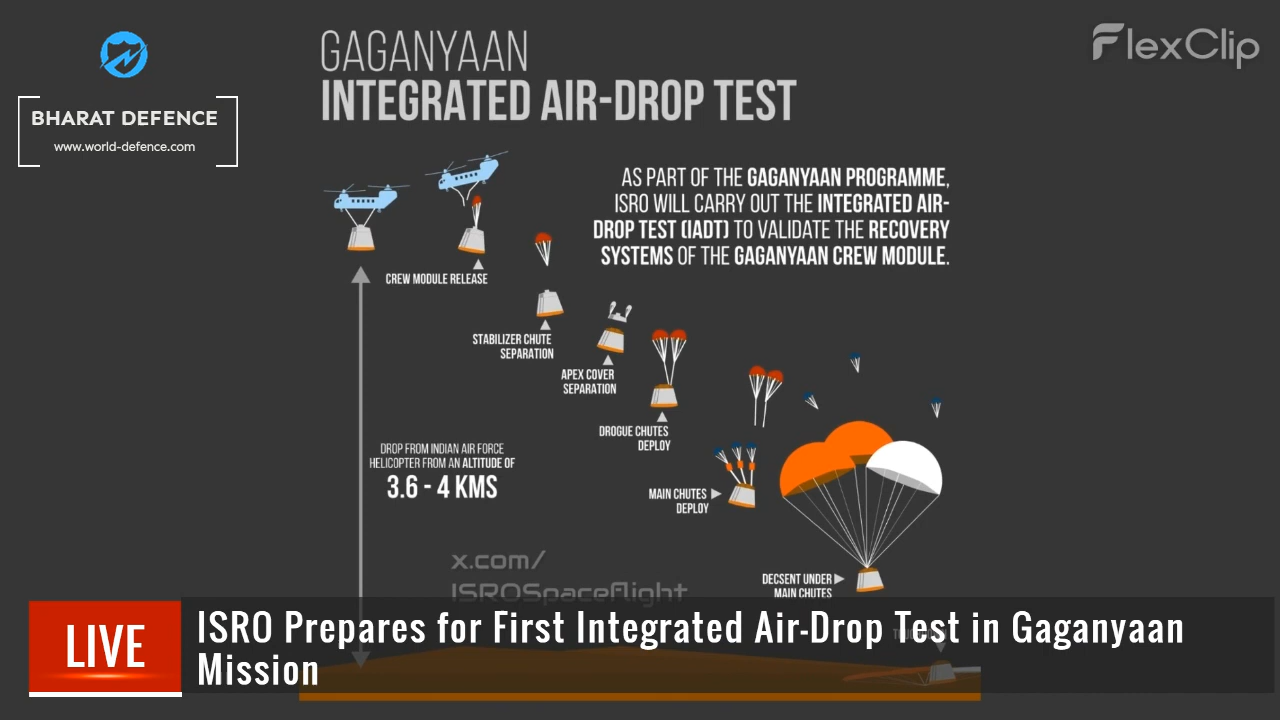 GAGANYAAN
INTEGRATED AIR-DROP TEST
FlexClip
BHARAT DEFENCE
www.world-defence.com
AS PART OF THE GAGANYAAN PROGRAMME,
ISRO WILL CARRY OUT THE INTEGRATED AIR-
DROP TEST (IADT) TO VALIDATE THE RECOVERY
SYSTEMS OF THE GAGANYAAN CREW MODULE.
CREW MODULE RELEASE
STABILIZER CHUTE
SEPARATION
APEX COVER
SEPARATION
DROGUE CHUTES
DEPLOY
DROP FROM INDIAN AIR FORCE
HELICOPTER FROM AN ALTITUDE OF
3.6 - 4 KMS
MAIN CHUTES
DEPLOY
x.com/
ISROSpaceflight
DECSENT UNDER
MAIN CHUTES
LIVE
ISRO Prepares for First Integrated Air-Drop Test in Gaganyaan
Mission